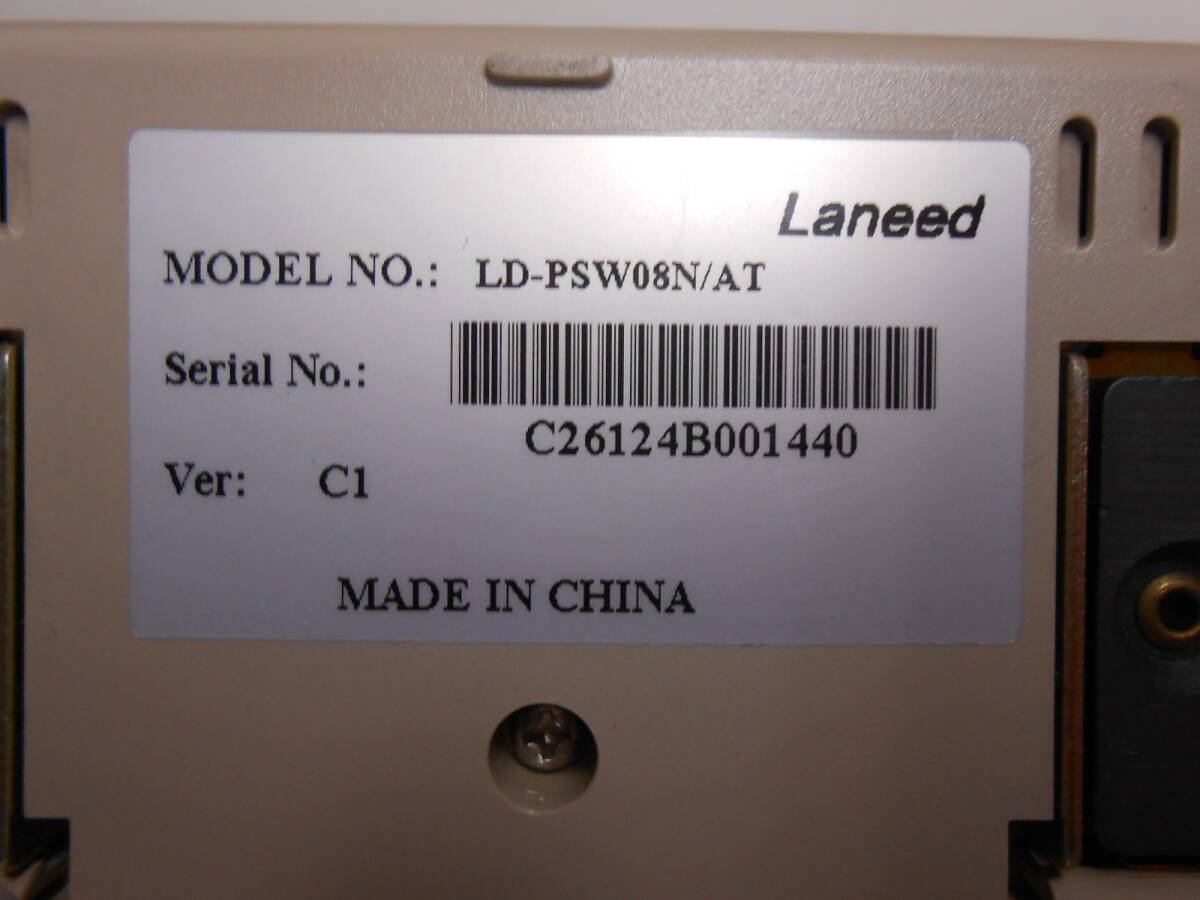 Laneed
MODEL NO.: LD-PSW08N/AT
Serial No.:
C26124B001440
Ver: C1
MADE IN CHINA